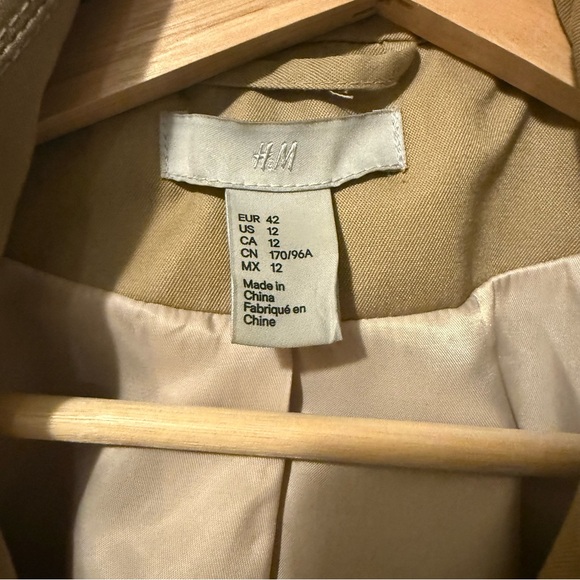 H&M
EUR 42
US 12
CA 12
CN 170/96A
MX 12
Made in
China
Fabriqué en
Chine